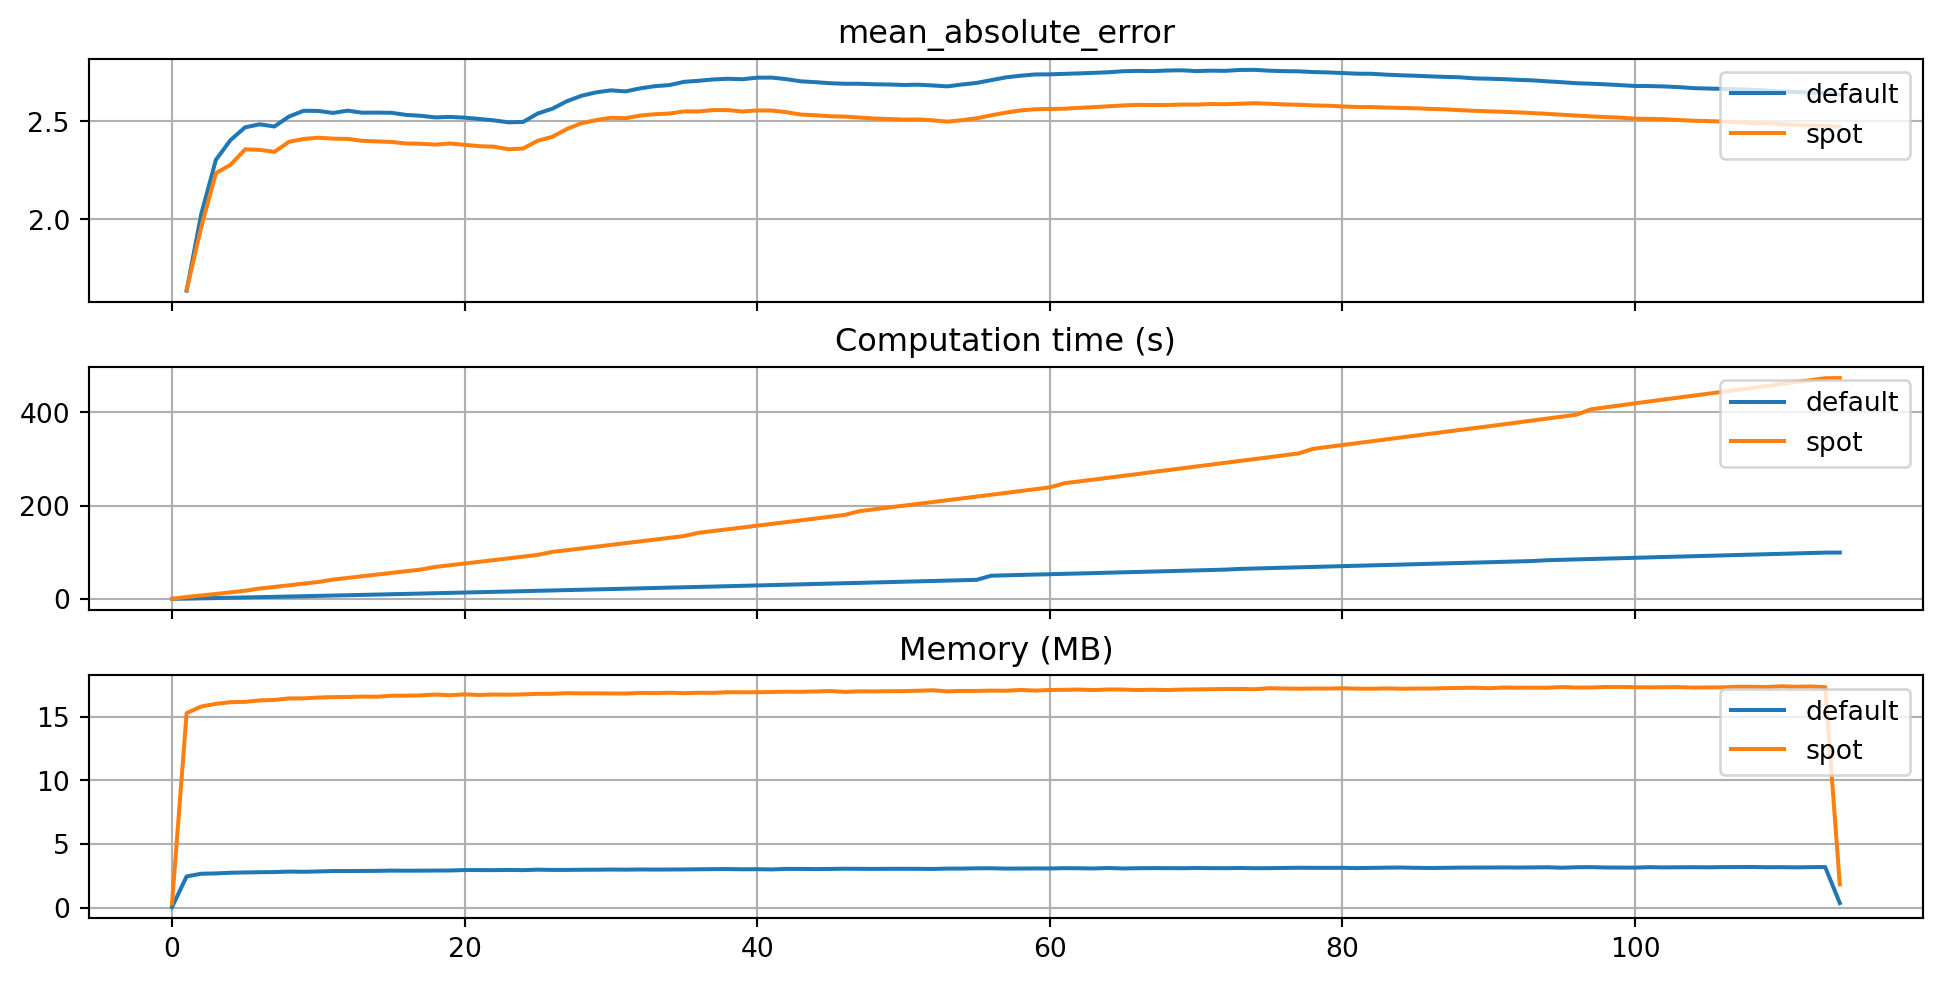 mean_absolute_error
2.5
2.0
default
spot
Computation time (s)
400
200
0
default
spot
Memory (MB)
15
10
5
0
default
spot
0 20 40 60 80 100